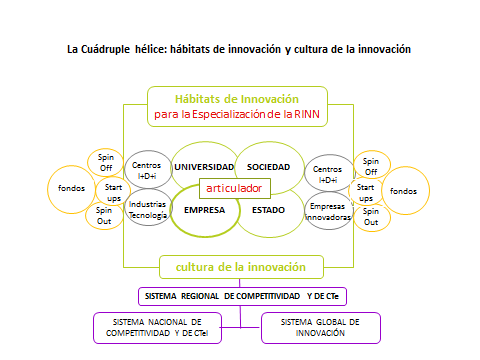 La Cuádruple hélice: hábitats de innovación y cultura de la innovación
Hábitats de Innovación
para la Especialización de la RINN
fondos
Spin
Off
Start
ups
Spin
Out
Centros
I+D+i
Industrias
Tecnología
UNIVERSIDAD
SOCIEDAD
articulador
EMPRESA
ESTADO
Centros
I+D+i
Empresas
innovadoras
Spin
Off
Start
ups
Spin
Out
fondos
cultura de la innovación
SISTEMA REGIONAL DE COMPETITIVIDAD Y DE CTe
SISTEMA NACIONAL DE
COMPETITIVIDAD Y DE CTeI
SISTEMA GLOBAL DE
INNOVACIÓN